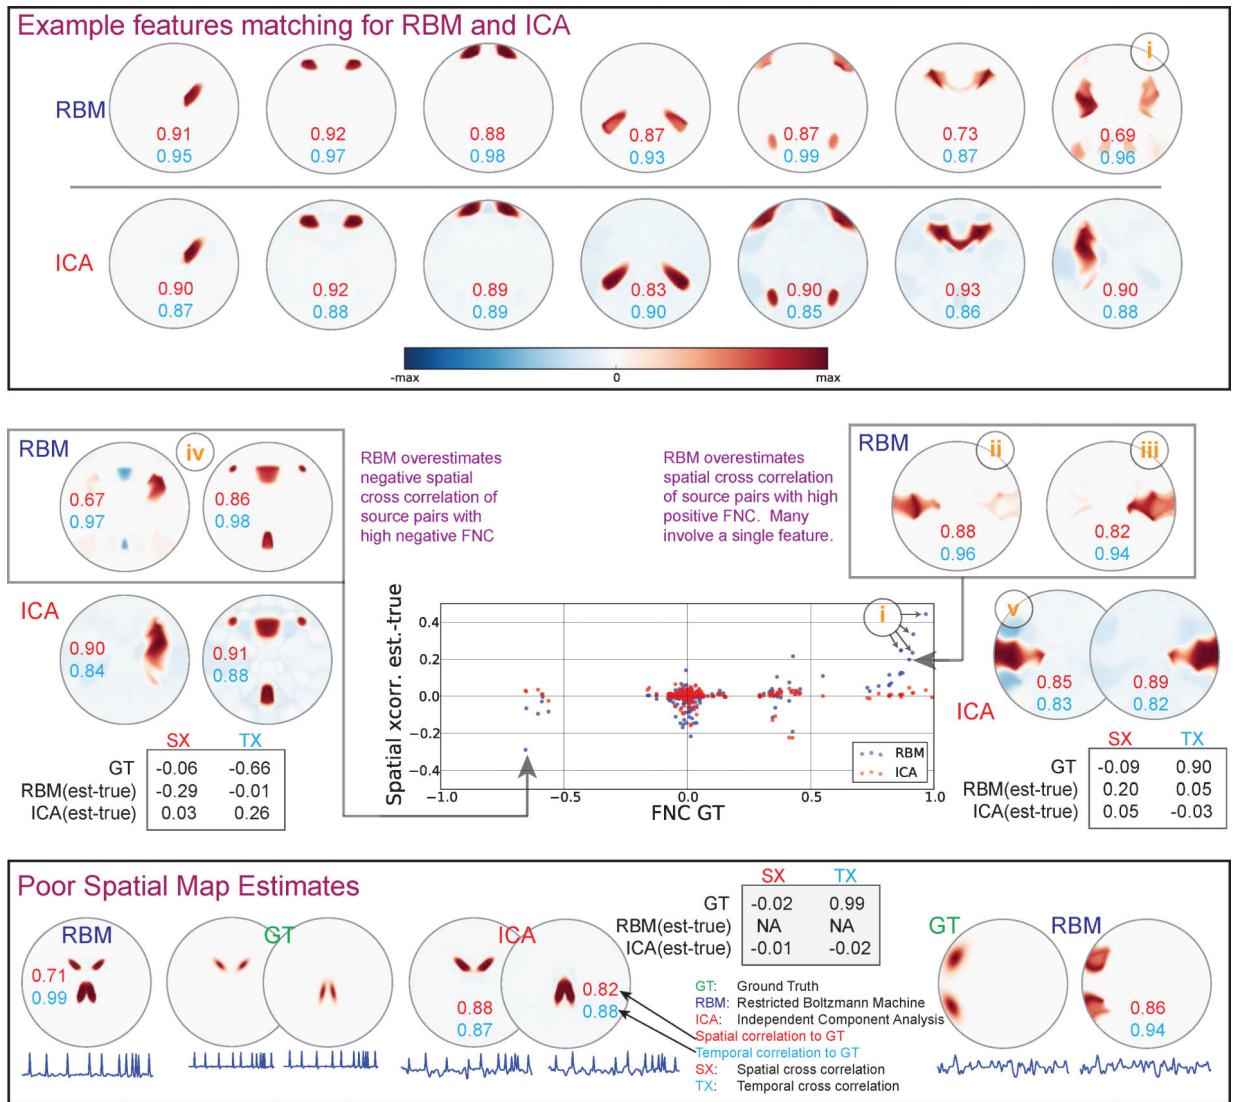 Example features matching for RBM and ICA
i
RBM
0.91 0.92 0.88 0.87 0.87 0.73 0.69
0.95 0.97 0.98 0.93 0.99 0.87 0.96
ICA
0.90 0.92 0.89 0.83 0.90 0.93 0.90
0.87 0.88 0.89 0.90 0.85 0.86 0.88
-max 0 max
RBM
iv
0.67 0.86
0.97 0.98
ICA
0.90 0.91
0.84 0.88
SX TX
GT -0.06 -0.66
RBM(est-true) -0.29 -0.01
ICA(est-true) 0.03 0.26
RBM overestimates
negative spatial
cross correlation of
source pairs with
high negative FNC
RBM overestimates
spatial cross correlation
of source pairs with high
positive FNC. Many
involve a single feature.
Spatial xcorr. est.-true
0.4
0.2
0.0
-0.2
-0.4
-1.0 -0.5 0.0 0.5 1.0
FNC GT
i
RBM
ICA
RBM
ii iii
0.88 0.82
0.96 0.94
v
ICA
0.85 0.89
0.83 0.82
SX TX
GT -0.09 0.90
RBM(est-true) 0.20 0.05
ICA(est-true) 0.05 -0.03
Poor Spatial Map Estimates
RBM
0.71
0.99
GT
ICA
0.88 0.82
0.87 0.88
SX TX
GT -0.02 0.99
RBM(est-true) NA NA
ICA(est-true) -0.01 -0.02
GT: Ground Truth
RBM: Restricted Boltzmann Machine
ICA: Independent Component Analysis
Spatial correlation to GT
Temporal correlation to GT
SX: Spatial cross correlation
TX: Temporal cross correlation
GT RBM
0.86
0.94